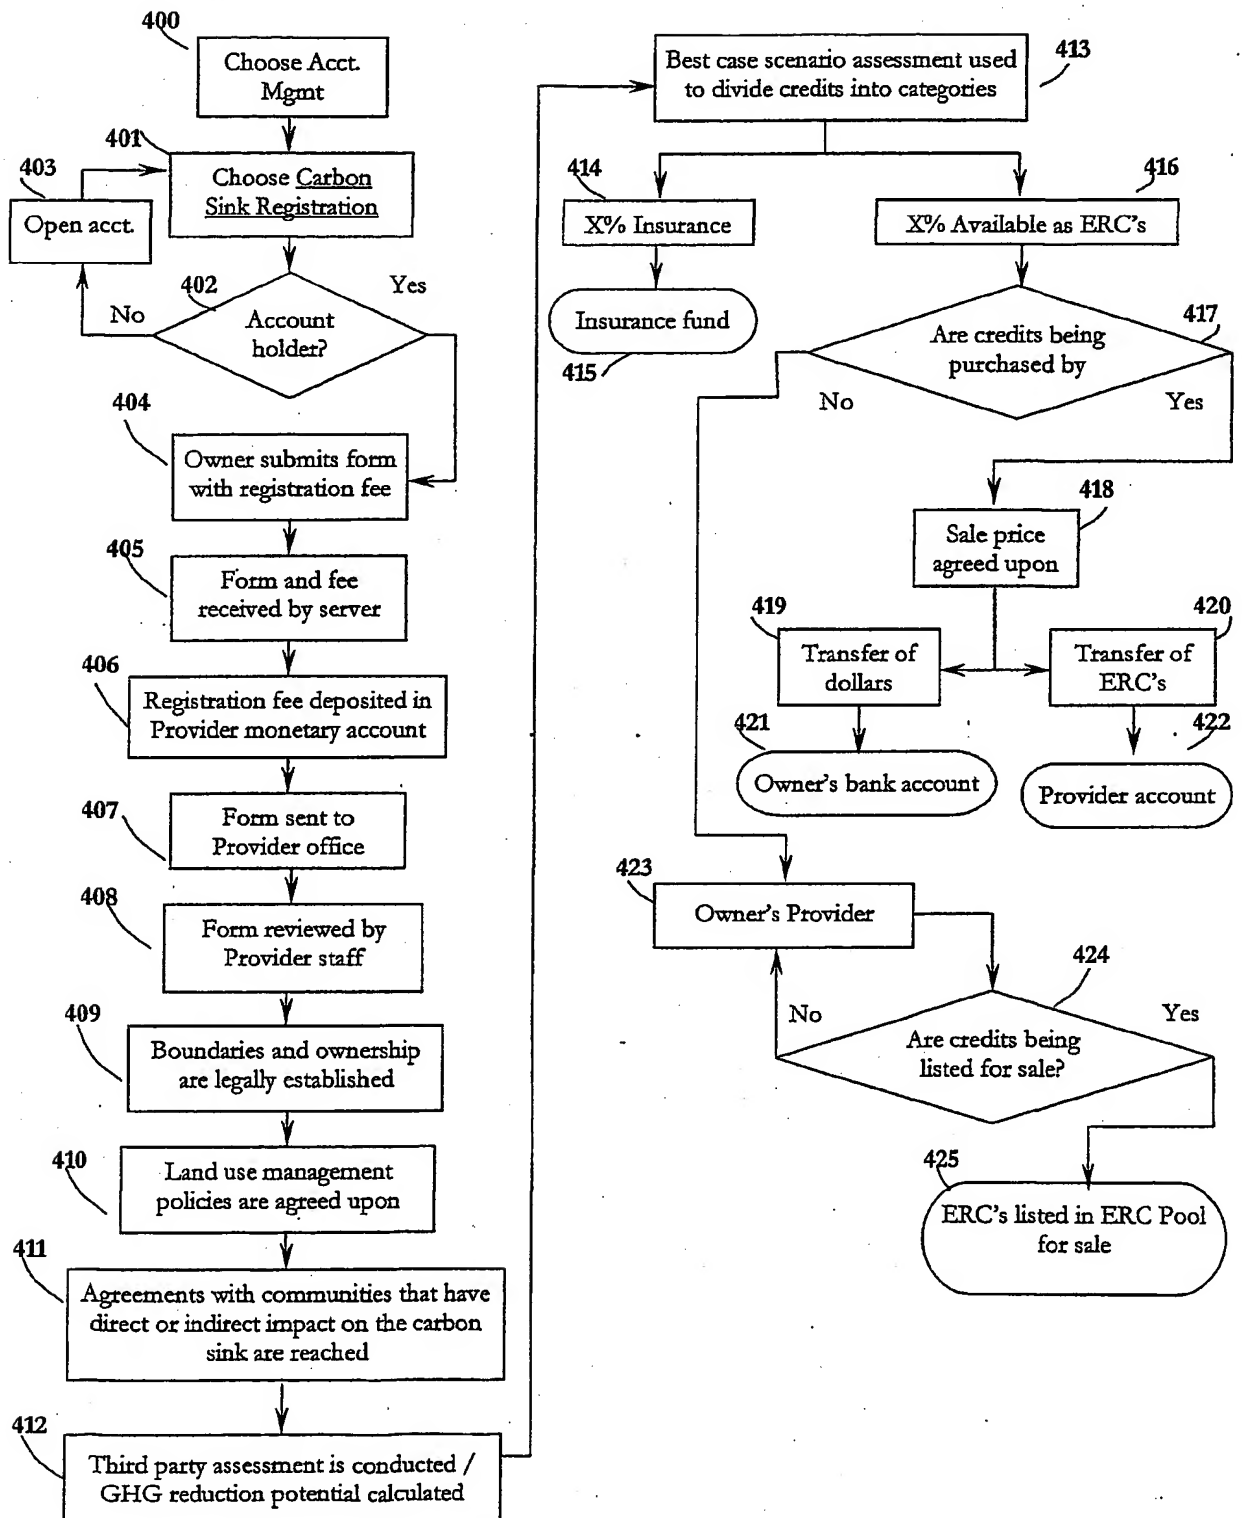 400
Choose Acct.
Mgmt
401
403
Choose Carbon
Sink Registration
Open acct.
402
Yes
No
Account
holder?
404
Owner submits form
with registration fee
405
Form and fee
received by server
406
Registration fee deposited in
Provider monetary account
407
Form sent to
Provider office
408
Form reviewed by
Provider staff
409
Boundaries and ownership
are legally established
410
Land use management
policies are agreed upon
411
Agreements with communities that have
direct or indirect impact on the carbon
sink are reached
412
Third party assessment is conducted /
GHG reduction potential calculated
413
Best case scenario assessment used
to divide credits into categories
414
X% Insurance
416
X% Available as ERC's
Insurance fund
415
417
Are credits being
purchased by
No
Yes
418
Sale price
agreed upon
419
Transfer of
dollars
420
Transfer of
ERC's
421
Owner's bank account
422
Provider account
423
Owner's Provider
424
No
Yes
Are credits being
listed for sale?
425
ERC's listed in ERC Pool
for sale